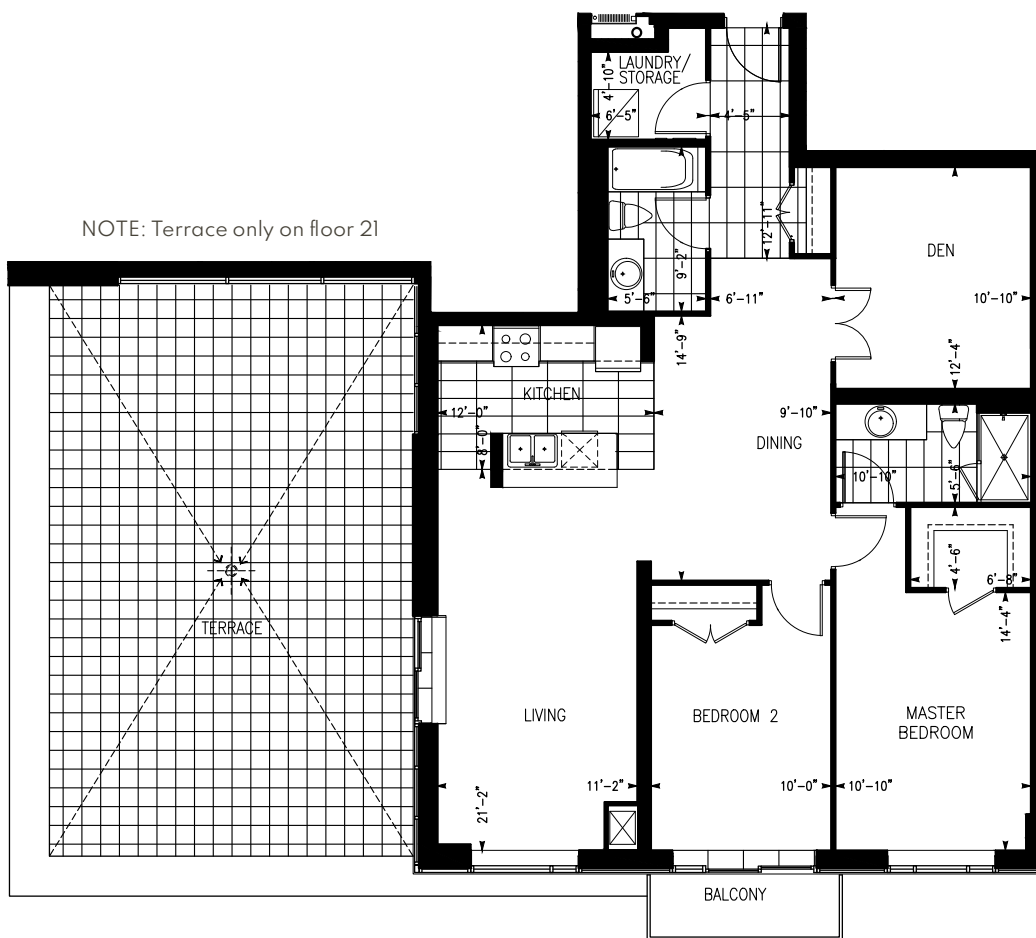 LAUNDRY/
STORAGE
4'-10"
6'-5"
4'-5"
12'-11"
NOTE: Terrace only on floor 21
DEN
10'-10"
12'-4"
9'-2"
5'-6"
6'-11"
14'-9"
KITCHEN
12'-0"
8'-0"
9'-10"
DINING
10'-10"
5'-6"
4'-6"
6'-8"
14'-4"
TERRACE
LIVING
BEDROOM 2
MASTER
BEDROOM
11'-2"
21'-2"
10'-0"
10'-10"
BALCONY